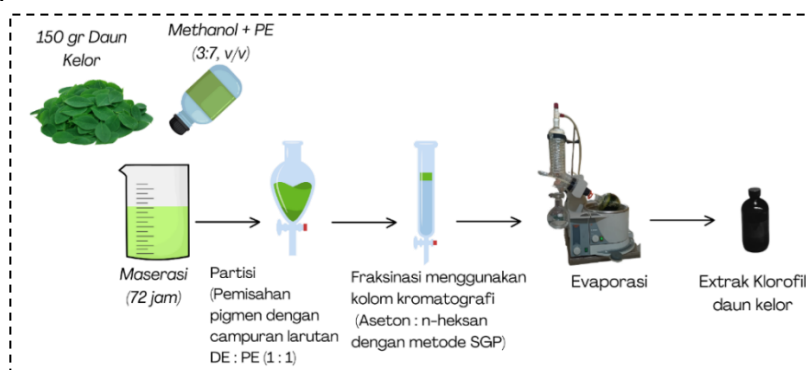 150 gr Daun
Kelor
Methanol + PE
(3:7, v/v)
Maserasi
(72 jam)
Partisi
(Pemisahan
pigmen dengan
campuran larutan
DE : PE (1 : 1)
Fraksinasi menggunakan
kolom kromatografi
(Aseton : n-heksan
dengan metode SGP)
Evaporasi
Extrak Klorofil
daun kelor